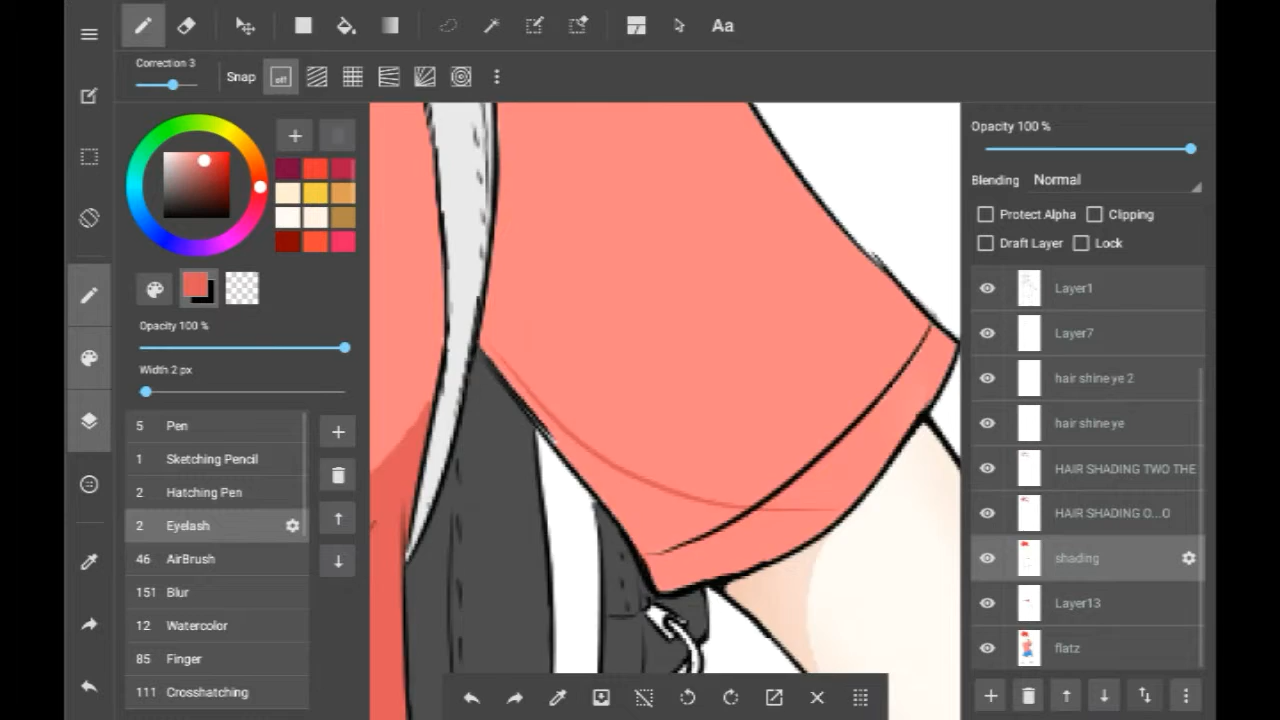 Aa
Correction 3
Snap
off
Opacity 100 %
Width 2 px
5 Pen
1 Sketching Pencil
2 Hatching Pen
2 Eyelash
46 AirBrush
151 Blur
12 Watercolor
85 Finger
111 Crosshatching
Opacity 100 %
Blending Normal
Protect Alpha Clipping
Draft Layer Lock
Layer1
Layer7
hair shine ye 2
hair shine ye
HAIR SHADING TWO THE
HAIR SHADING O...O
shading
Layer13
flatz